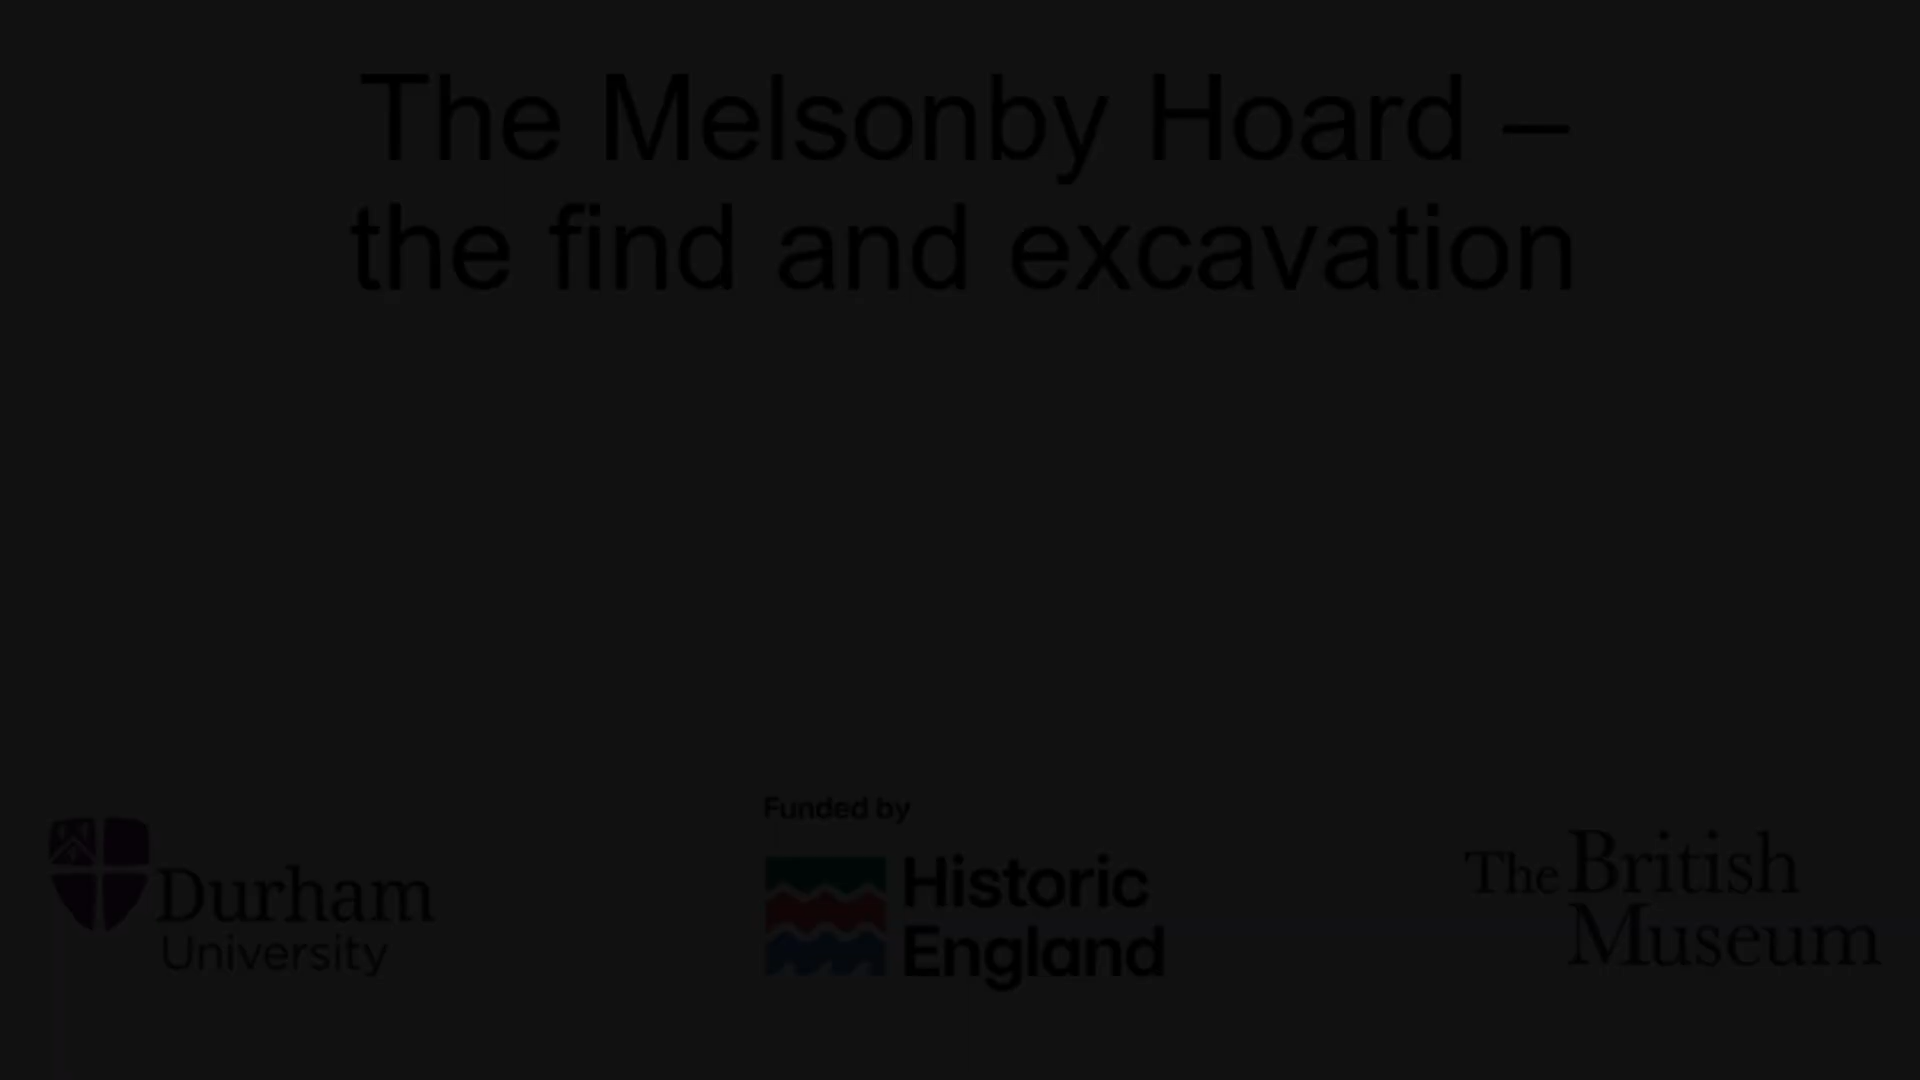 The Melsonby Hoard –
the find and excavation
Funded by
Durham
University
Historic
England
The British
Museum